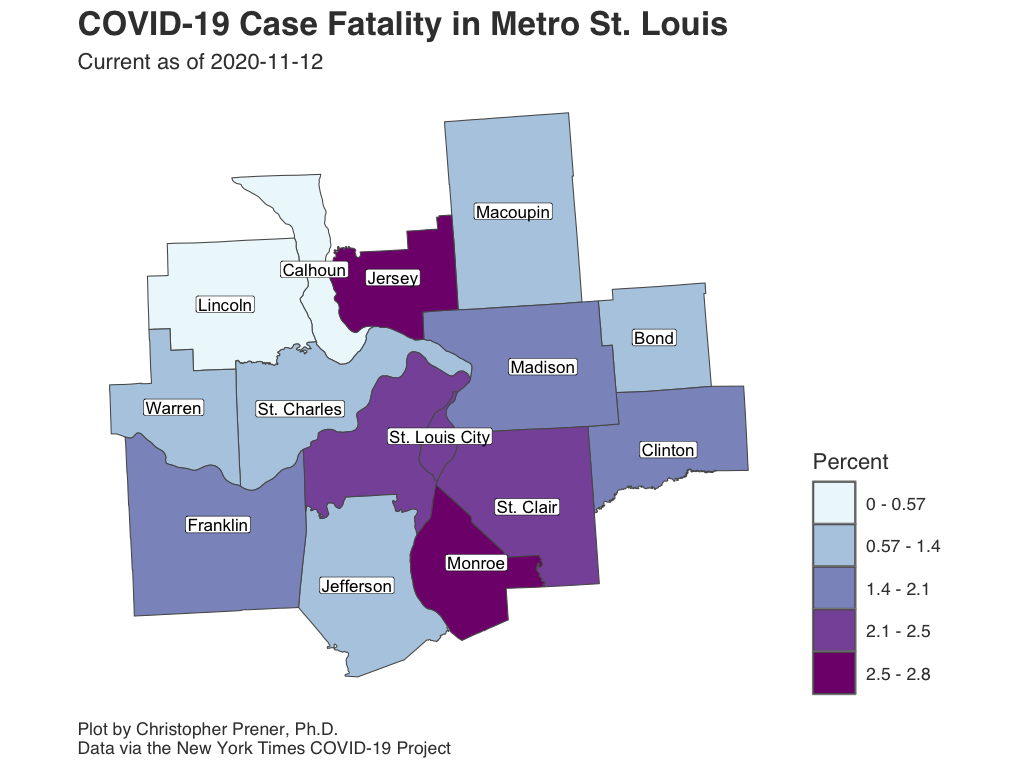 COVID-19 Case Fatality in Metro St. Louis
Current as of 2020-11-12
Macoupin
Calhoun
Jersey
Lincoln
Bond
Madison
Warren
St. Charles
St. Louis City
Clinton
St. Clair
Franklin
Monroe
Jefferson
Percent
0 - 0.57
0.57 - 1.4
1.4 - 2.1
2.1 - 2.5
2.5 - 2.8
Plot by Christopher Prener, Ph.D.
Data via the New York Times COVID-19 Project